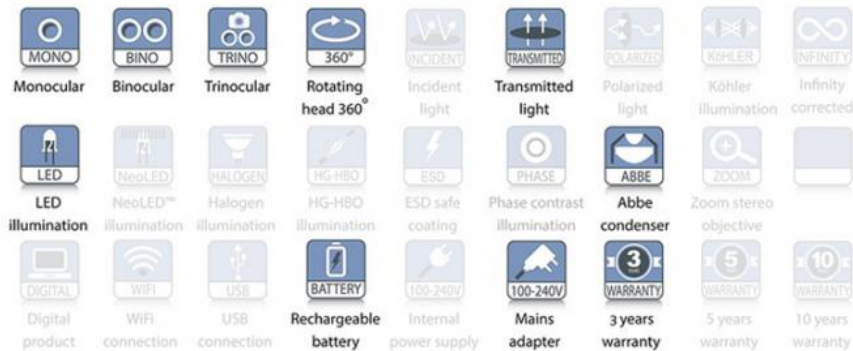 MONO BINO TRINO 360° INCIDENT TRANSMITTED POLARIZED KÖHLER INFINITY
Monocular Binocular Trinocular Rotating Incident Transmitted Polarized Köhler Infinity
head 360° light light light illumination corrected
LED NeoLED HALOGEN HG-HBO ESD PHASE ABBE ZOOM
LED NeoLED™ Halogen HG-HBO ESD safe Phase contrast Abbe Zoom stereo
illumination illumination illumination illumination coating illumination condenser objective
3 5 10
DIGITAL WIFI USB BATTERY 100-240V 100-240V WARRANTY WARRANTY WARRANTY
Digital WiFi USB Rechargeable Internal Mains 3 years 5 years 10 years
product connection connection battery power supply adapter warranty warranty warranty